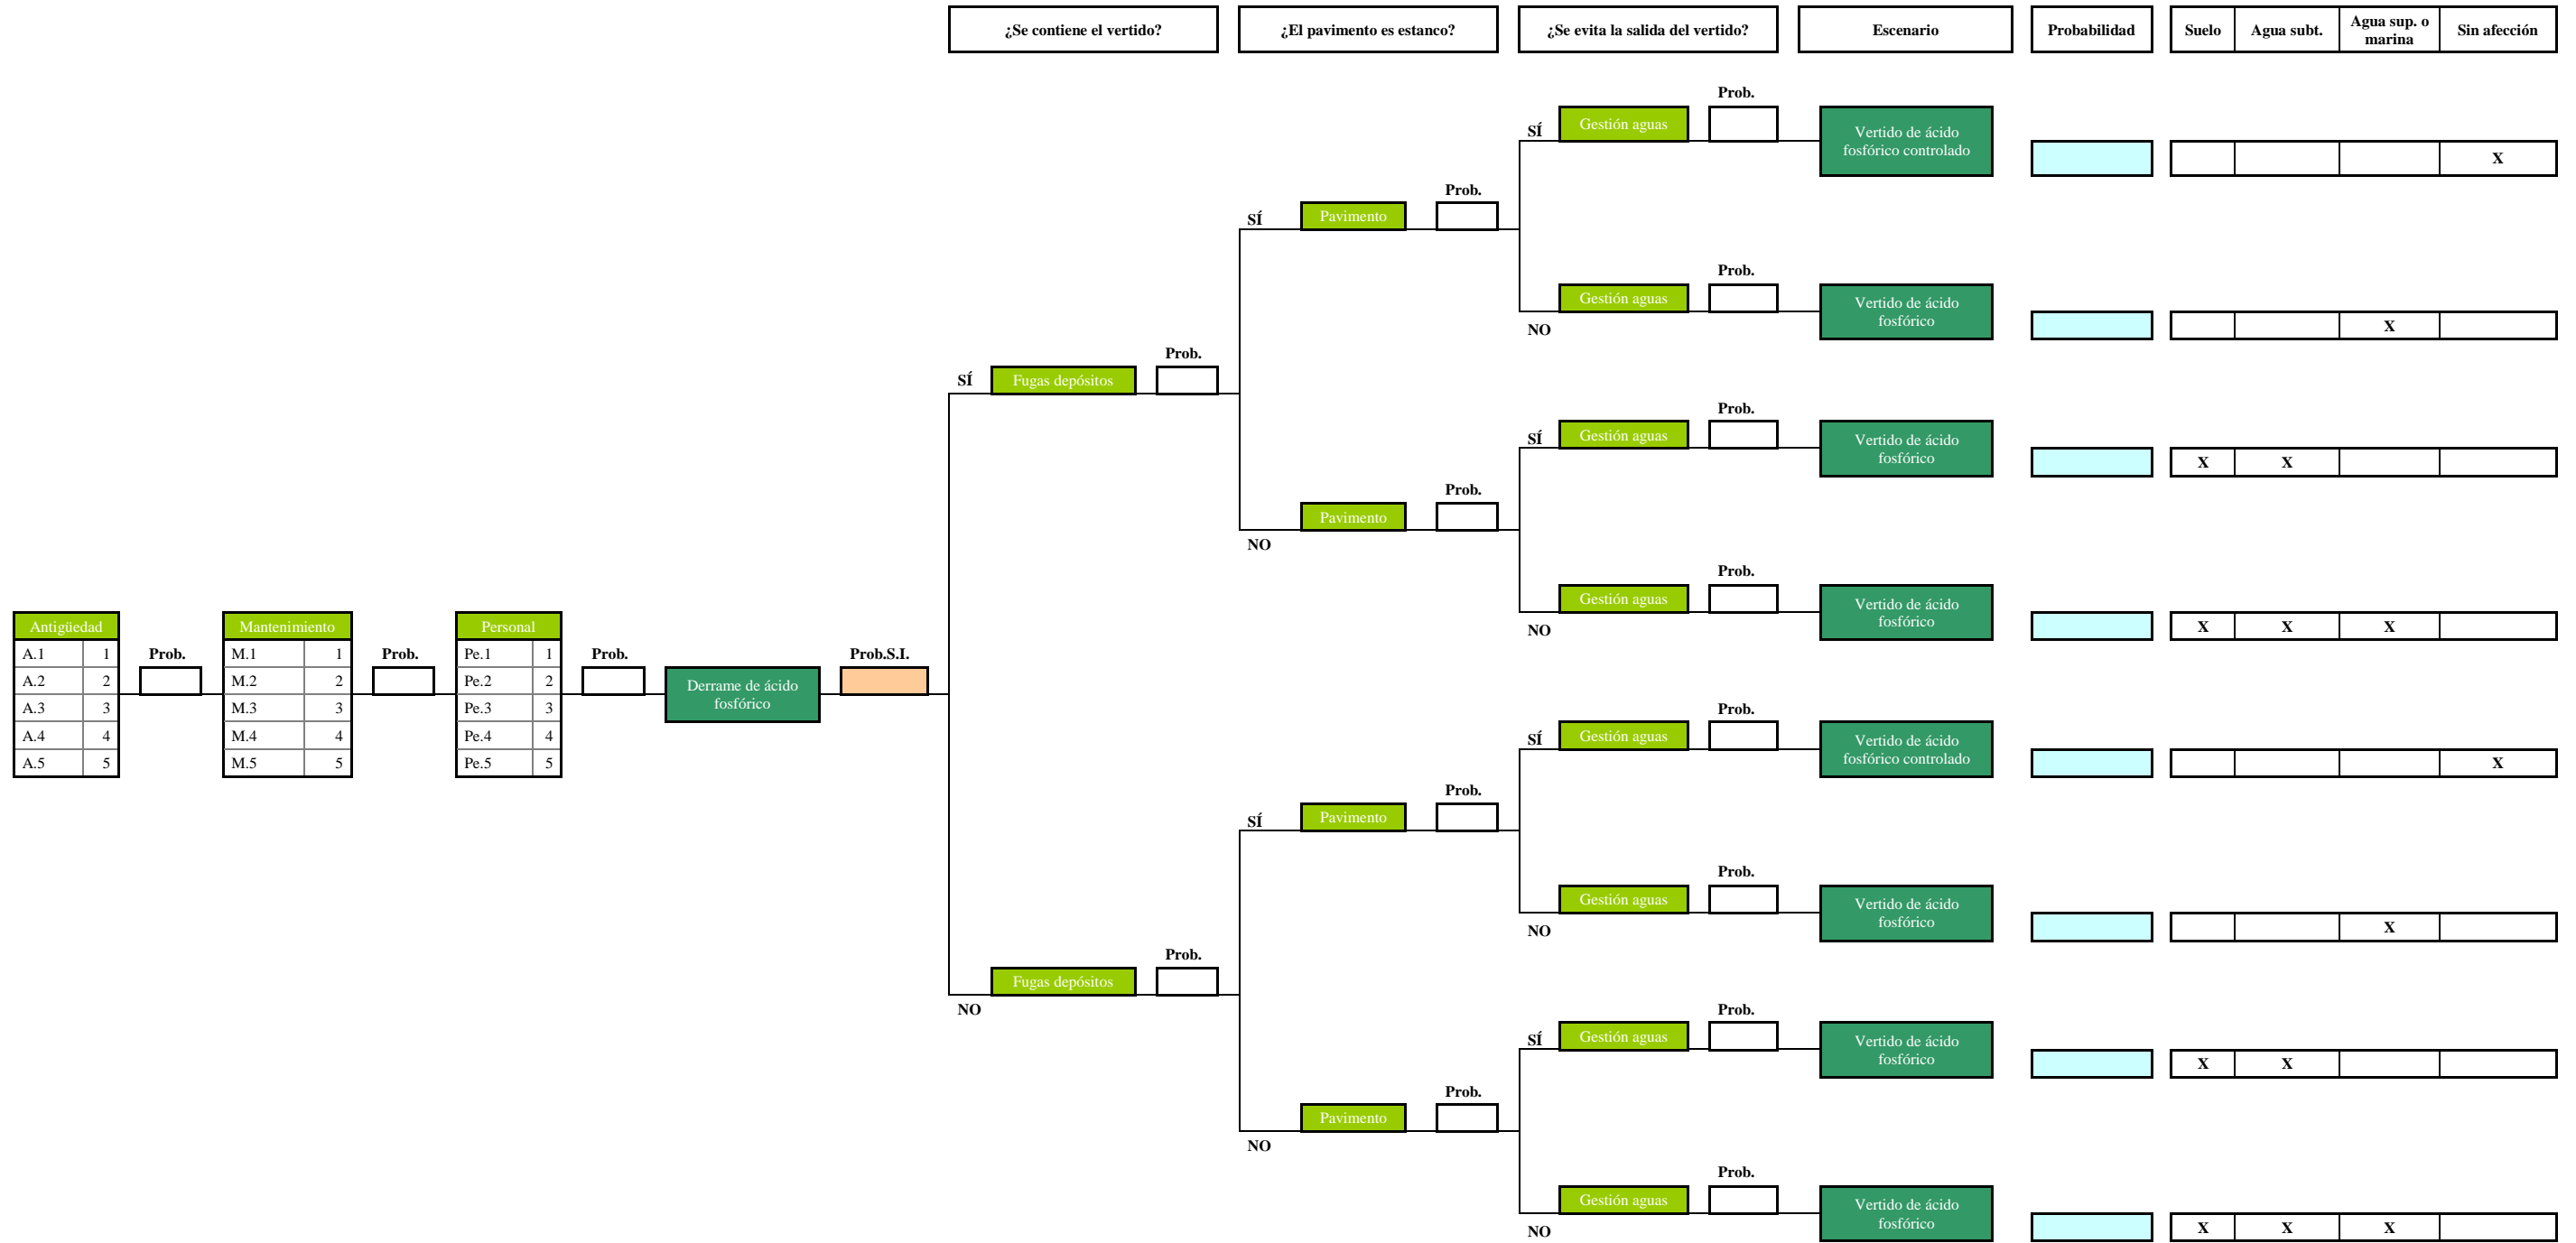 ¿Se contiene el vertido?
¿El pavimento es estanco?
¿Se evita la salida del vertido?
Escenario
Probabilidad
Suelo
Agua subt.
Agua sup. o
marina
Sin afección
Prob.
SÍ
Gestión aguas
Vertido de ácido
fosfórico controlado
X
Prob.
SÍ
Pavimento
Prob.
Gestión aguas
NO
Vertido de ácido
fosfórico
X
Prob.
SÍ
Fugas depósitos
Prob.
SÍ
Gestión aguas
Vertido de ácido
fosfórico
X
X
Prob.
Pavimento
NO
Prob.
Gestión aguas
NO
Vertido de ácido
fosfórico
X
X
X
Antigüedad
A.1 1
A.2 2
A.3 3
A.4 4
A.5 5
Prob.
Mantenimiento
M.1 1
M.2 2
M.3 3
M.4 4
M.5 5
Prob.
Personal
Pe.1 1
Pe.2 2
Pe.3 3
Pe.4 4
Pe.5 5
Prob.
Derrame de ácido
fosfórico
Prob.S.I.
Prob.
SÍ
Gestión aguas
Vertido de ácido
fosfórico controlado
X
Prob.
SÍ
Pavimento
Prob.
Gestión aguas
NO
Vertido de ácido
fosfórico
X
Prob.
Fugas depósitos
NO
Prob.
SÍ
Gestión aguas
Vertido de ácido
fosfórico
X
X
Prob.
Pavimento
NO
Prob.
Gestión aguas
NO
Vertido de ácido
fosfórico
X
X
X